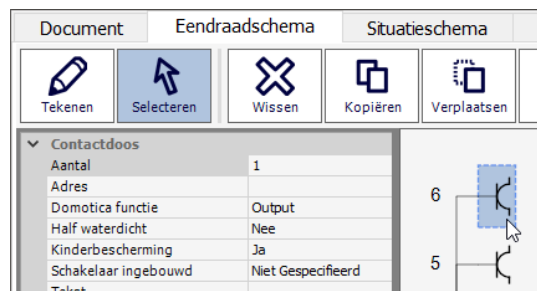 Document Eendraadschema Situatieschema
Tekenen Selecteren Wissen Kopiëren Verplaatsen
Contactdoos
Aantal 1
Adres
Domotica functie Output
Half waterdicht Nee
Kinderbescherming Ja
Schakelaar ingebouwd Niet Gespecifieerd
6
5